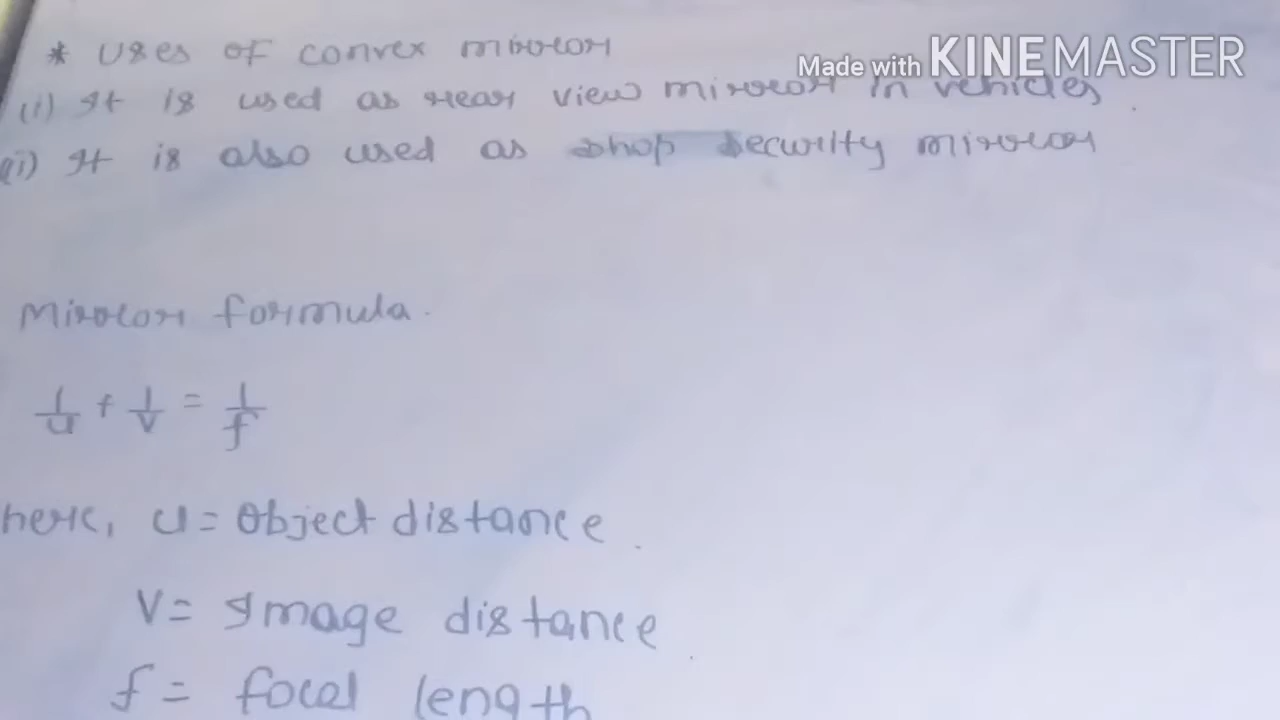 * Uses of convex mirror
Made with KINEMASTER
(i) It is used as rear view mirror in vehicles
(ii) It is also used as shop security mirror
Mirror formula.
1/u + 1/v = 1/f
here, u = Object distance
v = Image distance
f = focal length